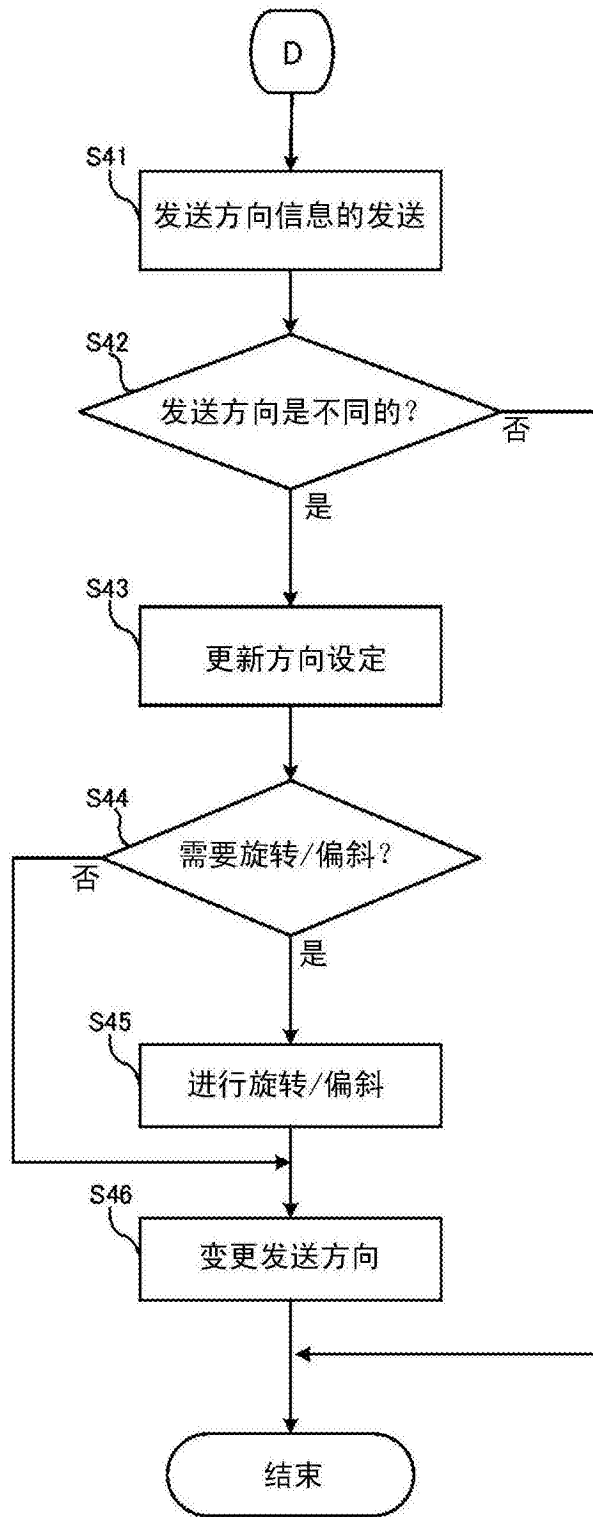 D
S41
发送方向信息的发送
S42
发送方向是不同的?
否
是
S43
更新方向设定
S44
需要旋转/偏斜?
否
是
S45
进行旋转/偏斜
S46
变更发送方向
结束